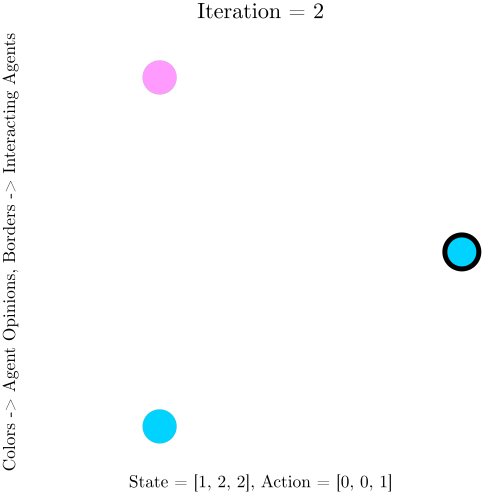 Iteration = 2
Colors -> Agent Opinions, Borders -> Interacting Agents
State = [1, 2, 2], Action = [0, 0, 1]